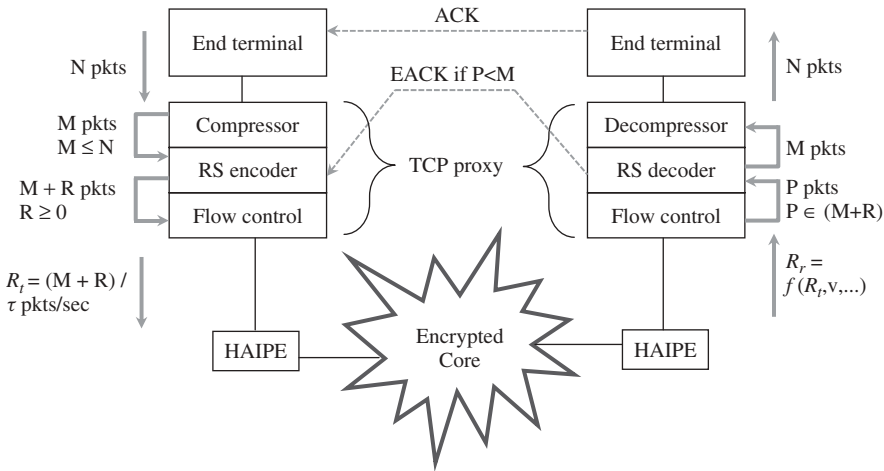 ACK
End terminal
End terminal
N pkts
N pkts
EACK if P<M
M pkts
M ≤ N
Compressor
Decompressor
RS encoder
TCP proxy
RS decoder
M pkts
M + R pkts
R ≥ 0
Flow control
Flow control
P pkts
P ∈ (M+R)
R_t = (M + R) /
τ pkts/sec
R_r =
f (R_t,v,...)
Encrypted
Core
HAIPE
HAIPE